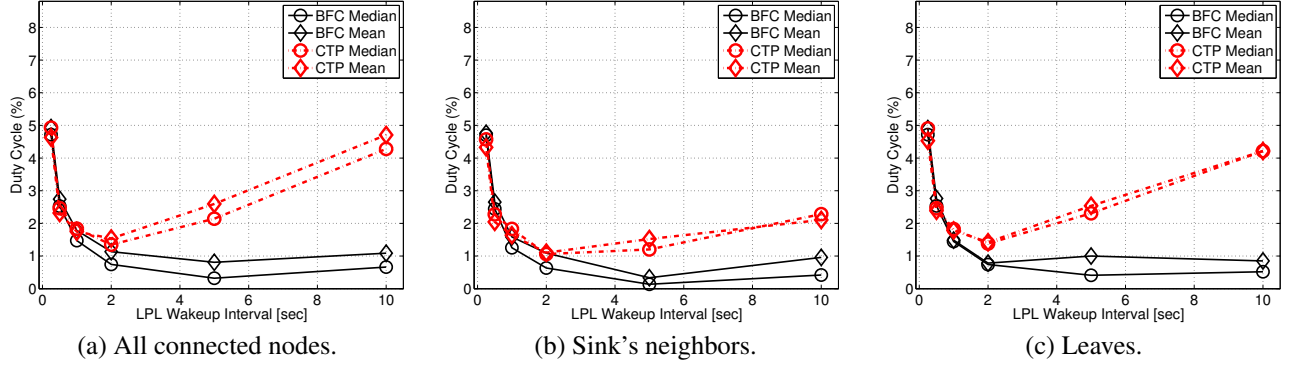 8
7
6
5
4
3
2
1
0
Duty Cycle (%)
BFC Median
BFC Mean
CTP Median
CTP Mean
0 2 4 6 8 10
LPL Wakeup Interval [sec]
(a) All connected nodes.
8
7
6
5
4
3
2
1
0
Duty Cycle (%)
BFC Median
BFC Mean
CTP Median
CTP Mean
0 2 4 6 8 10
LPL Wakeup Interval [sec]
(b) Sink's neighbors.
8
7
6
5
4
3
2
1
0
Duty Cycle (%)
BFC Median
BFC Mean
CTP Median
CTP Mean
0 2 4 6 8 10
LPL Wakeup Interval [sec]
(c) Leaves.